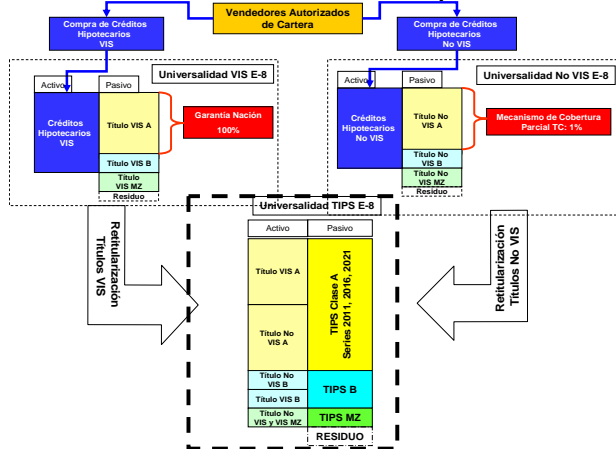 Vendedores Autorizados
de Cartera
Compra de Créditos
Hipotecarios
VIS
Compra de Créditos
Hipotecarios
No VIS
Universalidad VIS E-8
Activo
Pasivo
Créditos
Hipotecarios
VIS
Título VIS A
Título VIS B
Título
VIS MZ
Residuo
Garantía Nación
100%
Universalidad No VIS E-8
Activo
Pasivo
Créditos
Hipotecarios
No VIS
Título No
VIS A
Título No
VIS B
Título No
VIS MZ
Residuo
Mecanismo de Cobertura
Parcial TC: 1%
Retitularización
Títulos VIS
Retitularización
Títulos No VIS
Universalidad TIPS E-8
Activo
Pasivo
Título VIS A
Título No
VIS A
Título No
VIS B
Título VIS B
Título No
VIS y VIS MZ
TIPS Clase A
Series 2011, 2016, 2021
TIPS B
TIPS MZ
RESIDUO